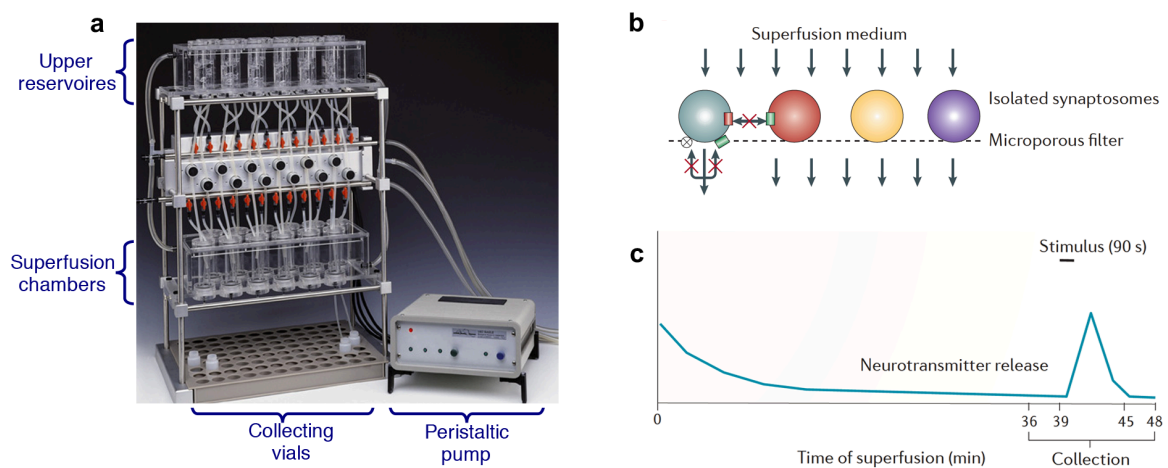 a
Upper
reservoires
Superfusion
chambers
Collecting
vials
Peristaltic
pump
b
Superfusion medium
Isolated synaptosomes
Microporous filter
c
Stimulus (90 s)
Neurotransmitter release
0
36
39
45
48
Time of superfusion (min)
Collection